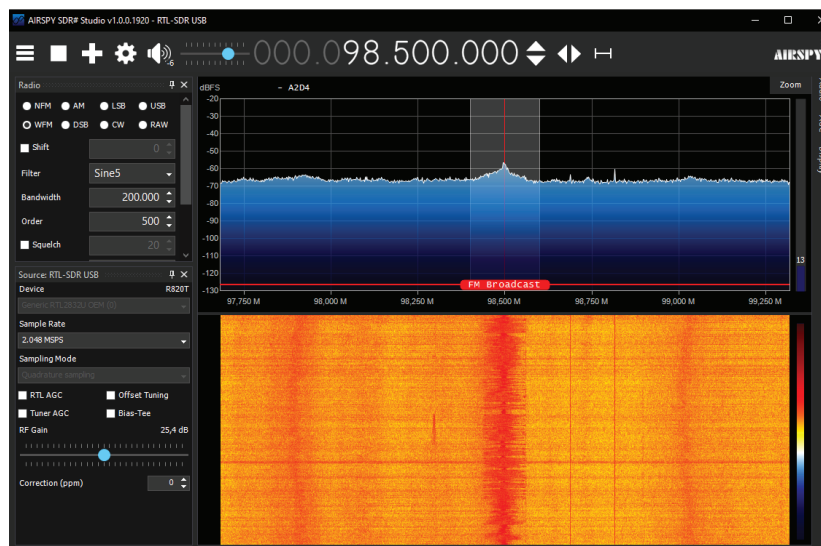 AIRSPY SDR# Studio v1.0.0.1920 - RTL-SDR USB
-6
000.098.500.000
AIRSPY
Radio
NFM AM LSB USB
WFM DSB CW RAW
Shift 0
Filter Sine5
Bandwidth 200.000
Order 500
Squelch 20
Source: RTL-SDR USB
Device R820T
Generic RTL2832U OEM (0)
Sample Rate
2.048 MSPS
Sampling Mode
Quadrature sampling
RTL AGC Offset Tuning
Tuner AGC Bias-Tee
RF Gain 25,4 dB
Correction (ppm) 0
dBFS - A2D4 Zoom
-20
-30
-40
-50
-60
-70
-80
-90
-100
-110
-120
-130
13
FM Broadcast
97,750 M 98,000 M 98,250 M 98,500 M 98,750 M 99,000 M 99,250 M